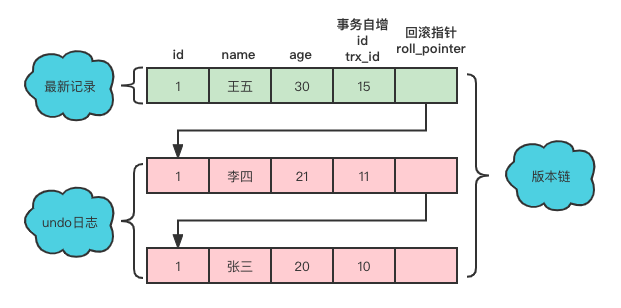 事务自增
id
trx_id
回滚指针
roll_pointer
id
name
age
最新记录
1
王五
30
15
1
李四
21
11
版本链
undo日志
1
张三
20
10